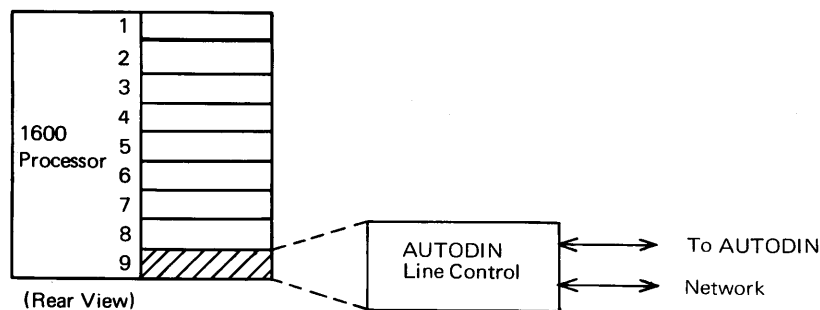 1
2
3
4
5
6
7
8
9
1600
Processor
(Rear View)
AUTODIN
Line Control
To AUTODIN
Network